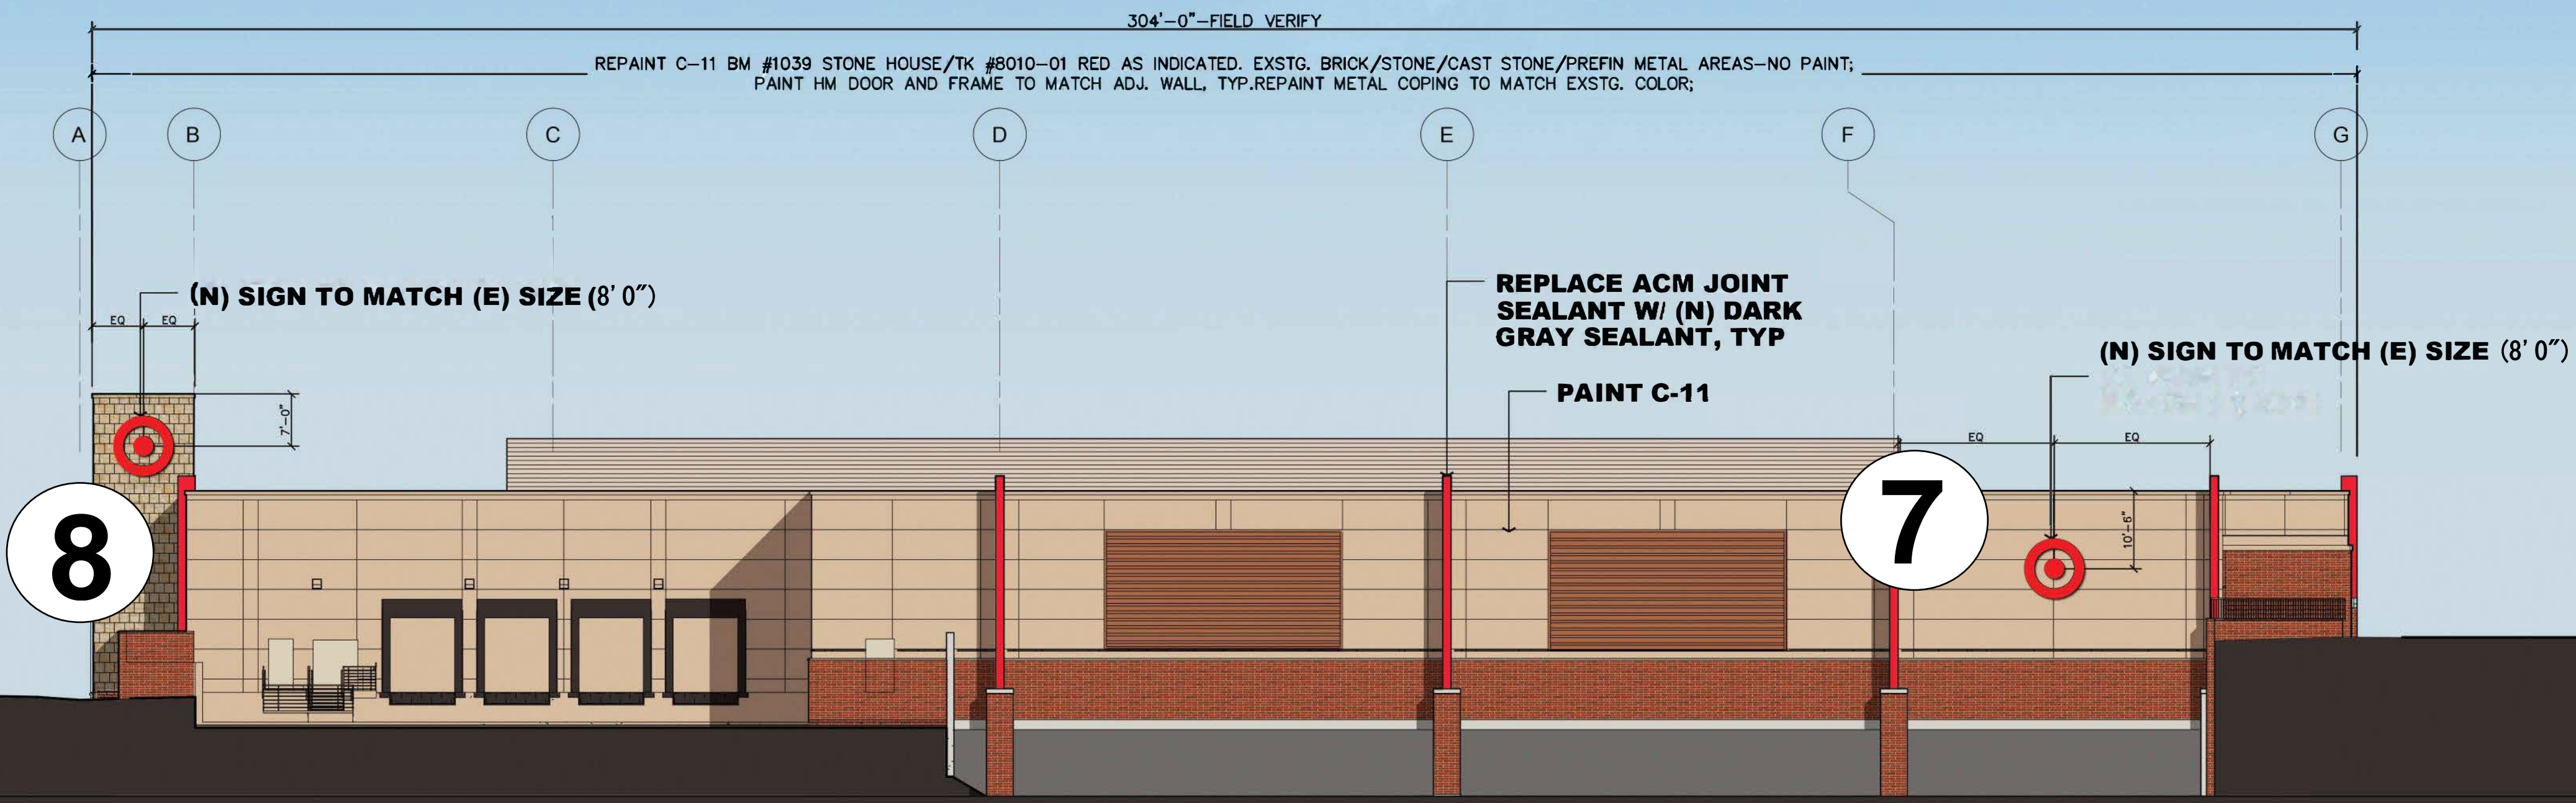 304'-0"-FIELD VERIFY
REPAINT C-11 BM #1039 STONE HOUSE/TK #8010-01 RED AS INDICATED. EXSTG. BRICK/STONE/CAST STONE/PREFIN METAL AREAS-NO PAINT;
PAINT HM DOOR AND FRAME TO MATCH ADJ. WALL, TYP.REPAINT METAL COPING TO MATCH EXSTG. COLOR;
A B C D E F G
(N) SIGN TO MATCH (E) SIZE (8' 0")
EQ EQ
7'-0"
REPLACE ACM JOINT
SEALANT W/ (N) DARK
GRAY SEALANT, TYP
PAINT C-11
(N) SIGN TO MATCH (E) SIZE (8' 0")
EQ EQ
10'-6"
8
7